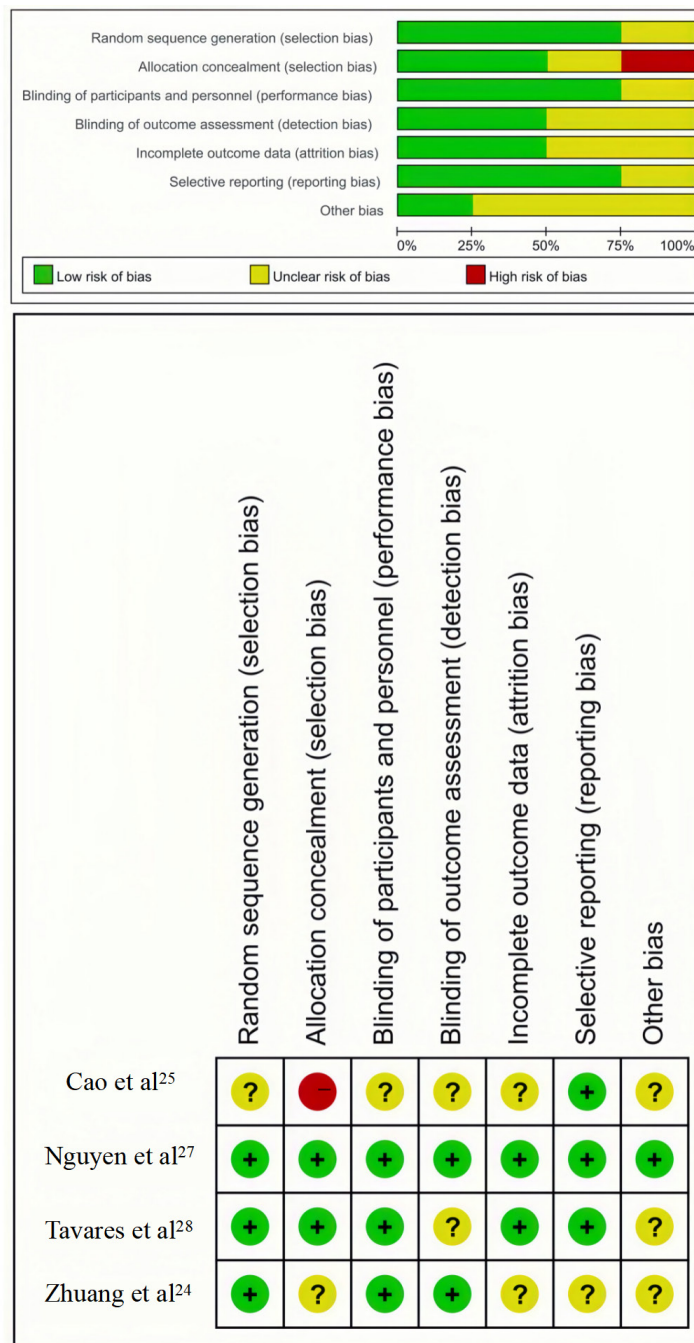 Random sequence generation (selection bias)
Allocation concealment (selection bias)
Blinding of participants and personnel (performance bias)
Blinding of outcome assessment (detection bias)
Incomplete outcome data (attrition bias)
Selective reporting (reporting bias)
Other bias
0% 25% 50% 75% 100%
Low risk of bias Unclear risk of bias High risk of bias
Random sequence generation (selection bias)
Allocation concealment (selection bias)
Blinding of participants and personnel (performance bias)
Blinding of outcome assessment (detection bias)
Incomplete outcome data (attrition bias)
Selective reporting (reporting bias)
Other bias
Cao et al²⁵ ? − ? ? ? + ?
Nguyen et al²⁷ + + + + + + +
Tavares et al²⁸ + + + ? + + ?
Zhuang et al²⁴ + ? + + ? ? ?